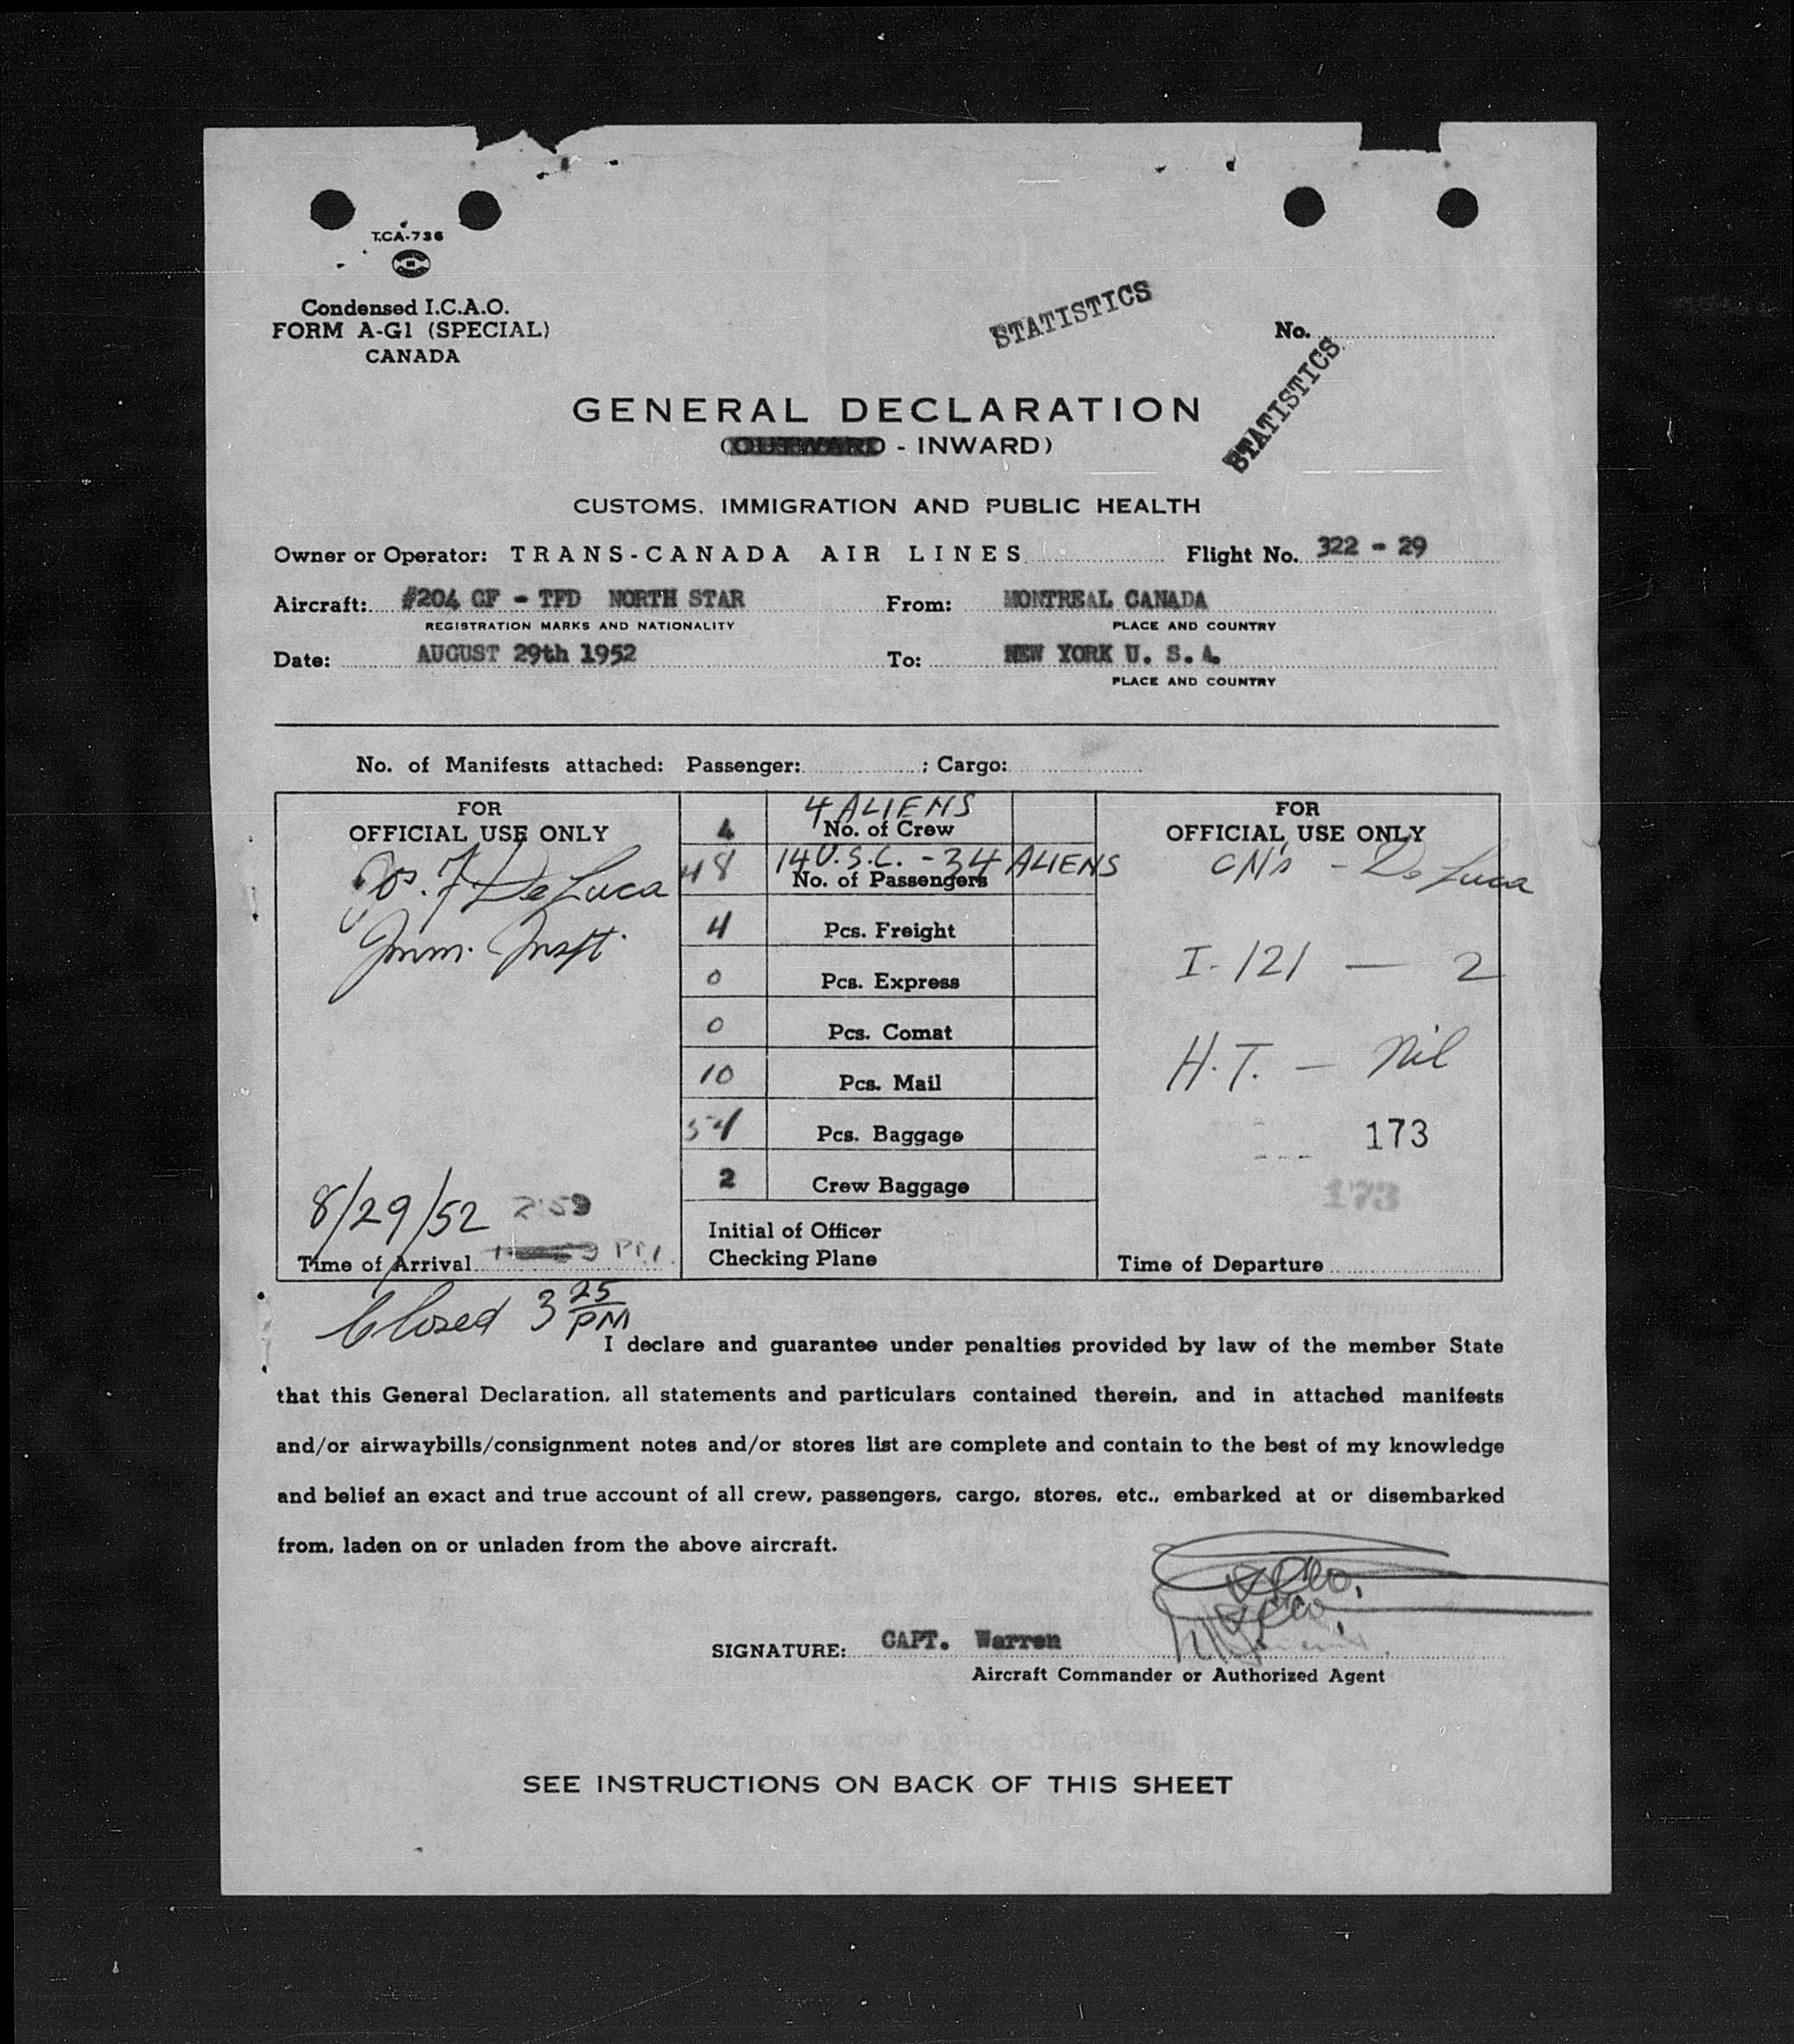 T.C.A-736
Condensed I.C.A.O.
FORM A-G1 (SPECIAL)
CANADA
STATISTICS
No.
STATISTICS
GENERAL DECLARATION
(OUTWARD - INWARD)
CUSTOMS, IMMIGRATION AND PUBLIC HEALTH
Owner or Operator: TRANS-CANADA AIR LINES Flight No. 322 - 29
Aircraft: #204 CF - TFD NORTH STAR From: MONTREAL CANADA
REGISTRATION MARKS AND NATIONALITY PLACE AND COUNTRY
Date: AUGUST 29th 1952 To: NEW YORK U. S. A.
PLACE AND COUNTRY
No. of Manifests attached: Passenger: ; Cargo:
FOR
OFFICIAL USE ONLY
Jos. F De Luca
Imm. Inspt.
8/29/52 2:59
Time of Arrival PM
Closed 3 25 PM
4 ALIENS
4 No. of Crew
14 U.S.C. - 34 ALIENS
48 No. of Passengers
4 Pcs. Freight
0 Pcs. Express
0 Pcs. Comat
10 Pcs. Mail
54 Pcs. Baggage
2 Crew Baggage
Initial of Officer
Checking Plane
FOR
OFFICIAL USE ONLY
- De Luca
I-121 - 2
H.T. - Nil
173
173
Time of Departure
I declare and guarantee under penalties provided by law of the member State
that this General Declaration, all statements and particulars contained therein, and in attached manifests
and/or airwaybills/consignment notes and/or stores list are complete and contain to the best of my knowledge
and belief an exact and true account of all crew, passengers, cargo, stores, etc., embarked at or disembarked
from, laden on or unladen from the above aircraft.
SIGNATURE: CAPT. Warren
Aircraft Commander or Authorized Agent
SEE INSTRUCTIONS ON BACK OF THIS SHEET